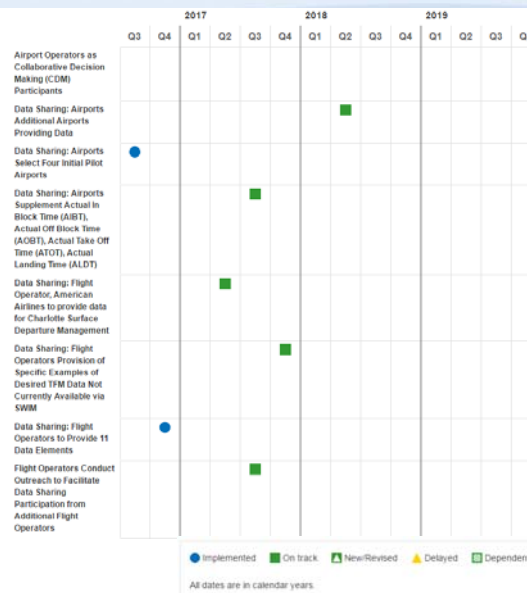 2017 2018 2019
Q3 Q4 Q1 Q2 Q3 Q4 Q1 Q2 Q3 Q4 Q1 Q2 Q3
Airport Operators as
Collaborative Decision
Making (CDM)
Participants
Data Sharing: Airports
Additional Airports
Providing Data
Data Sharing: Airports
Select Four Initial Pilot
Airports
Data Sharing: Airports
Supplement Actual In
Block Time (AIBT),
Actual Off Block Time
(AOBT), Actual Take Off
Time (ATOT), Actual
Landing Time (ALDT)
Data Sharing: Flight
Operator, American
Airlines to provide data
for Charlotte Surface
Departure Management
Data Sharing: Flight
Operators Provision of
Specific Examples of
Desired TFM Data Not
Currently Available via
SWIM
Data Sharing: Flight
Operators to Provide 11
Data Elements
Flight Operators Conduct
Outreach to Facilitate
Data Sharing
Participation from
Additional Flight
Operators
Implemented On track New/Revised Delayed Dependen
All dates are in calendar years.